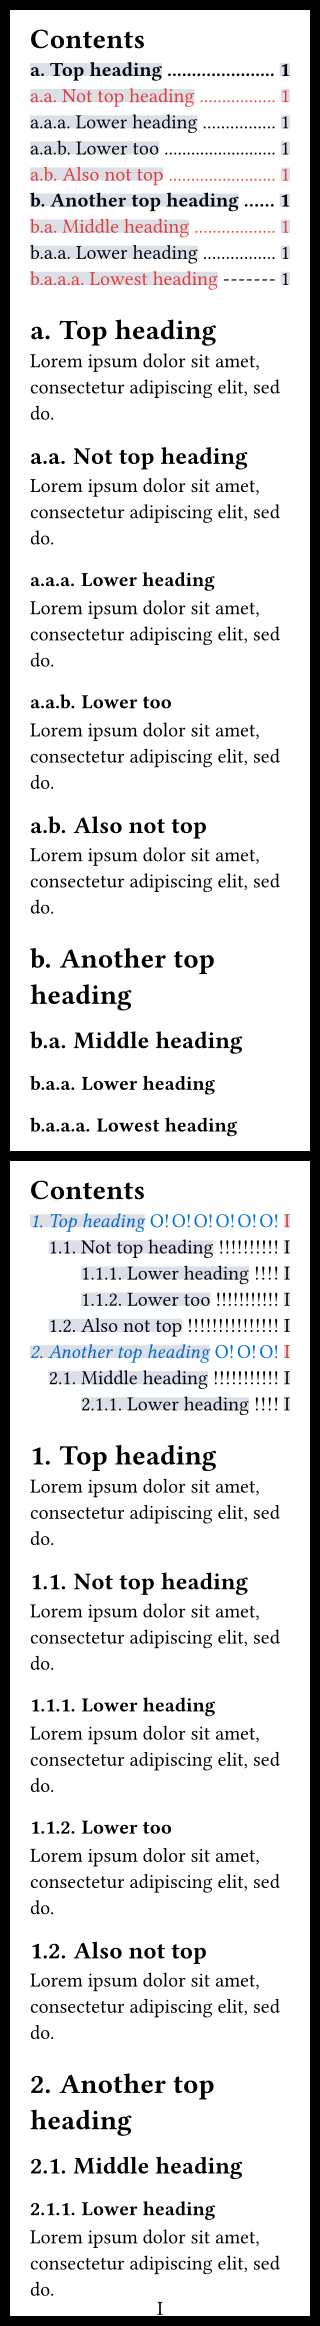 Contents
a. Top heading ...................... 1
a.a. Not top heading ................ 1
a.a.a. Lower heading ............... 1
a.a.b. Lower too ....................... 1
a.b. Also not top ...................... 1
b. Another top heading ...... 1
b.a. Middle heading ................. 1
b.a.a. Lower heading ............... 1
b.a.a.a. Lowest heading ------- 1
a. Top heading
Lorem ipsum dolor sit amet,
consectetur adipiscing elit, sed
do.
a.a. Not top heading
Lorem ipsum dolor sit amet,
consectetur adipiscing elit, sed
do.
a.a.a. Lower heading
Lorem ipsum dolor sit amet,
consectetur adipiscing elit, sed
do.
a.a.b. Lower too
Lorem ipsum dolor sit amet,
consectetur adipiscing elit, sed
do.
a.b. Also not top
Lorem ipsum dolor sit amet,
consectetur adipiscing elit, sed
do.
b. Another top
heading
b.a. Middle heading
b.a.a. Lower heading
b.a.a.a. Lowest heading
Contents
1. Top heading O! O! O! O! O! O! I
1.1. Not top heading !!!!!!!!!! I
1.1.1. Lower heading !!!! I
1.1.2. Lower too !!!!!!!!!!! I
1.2. Also not top !!!!!!!!!!!!!!! I
2. Another top heading O! O! O! I
2.1. Middle heading !!!!!!!!!!! I
2.1.1. Lower heading !!!! I
1. Top heading
Lorem ipsum dolor sit amet,
consectetur adipiscing elit, sed
do.
1.1. Not top heading
Lorem ipsum dolor sit amet,
consectetur adipiscing elit, sed
do.
1.1.1. Lower heading
Lorem ipsum dolor sit amet,
consectetur adipiscing elit, sed
do.
1.1.2. Lower too
Lorem ipsum dolor sit amet,
consectetur adipiscing elit, sed
do.
1.2. Also not top
Lorem ipsum dolor sit amet,
consectetur adipiscing elit, sed
do.
2. Another top
heading
2.1. Middle heading
2.1.1. Lower heading
Lorem ipsum dolor sit amet,
consectetur adipiscing elit, sed
do.
I